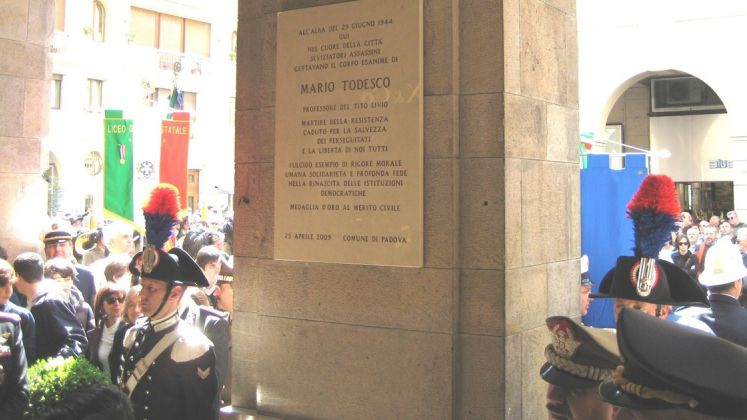 ALL'ALBA DEL 29 GIUGNO 1944
QUI
NEL CUORE DELLA CITTÀ
SEVIZIATORI ASSASSINI
GETTAVANO IL CORPO ESANIME DI
MARIO TODESCO
PROFESSORE DEL TITO LIVIO
MARTIRE DELLA RESISTENZA
CADUTO PER LA SALVEZZA
DEI PERSEGUITATI
E LA LIBERTÀ DI NOI TUTTI
FULGIDO ESEMPIO DI RIGORE MORALE
UMANA SOLIDARIETÀ E PROFONDA FEDE
NELLA RINASCITA DELLE ISTITUZIONI
DEMOCRATICHE
MEDAGLIA D'ORO AL MERITO CIVILE
25 APRILE 2005 COMUNE DI PADOVA
LICEO
STATALE